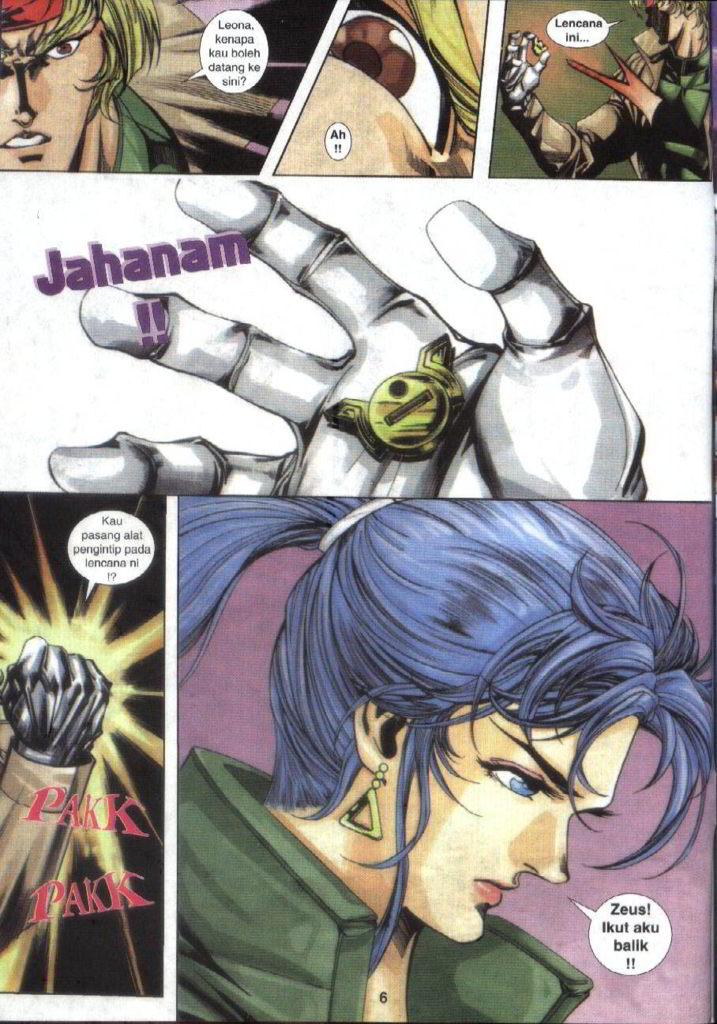 Leona,
kenapa
kau boleh
datang ke
sini?
Ah
!!
Lencana
ini...
Jahanam
!!
Kau
pasang alat
pengintip pada
lencana ni
!?
PAKK
PAKK
Zeus!
Ikut aku
balik
!!
6